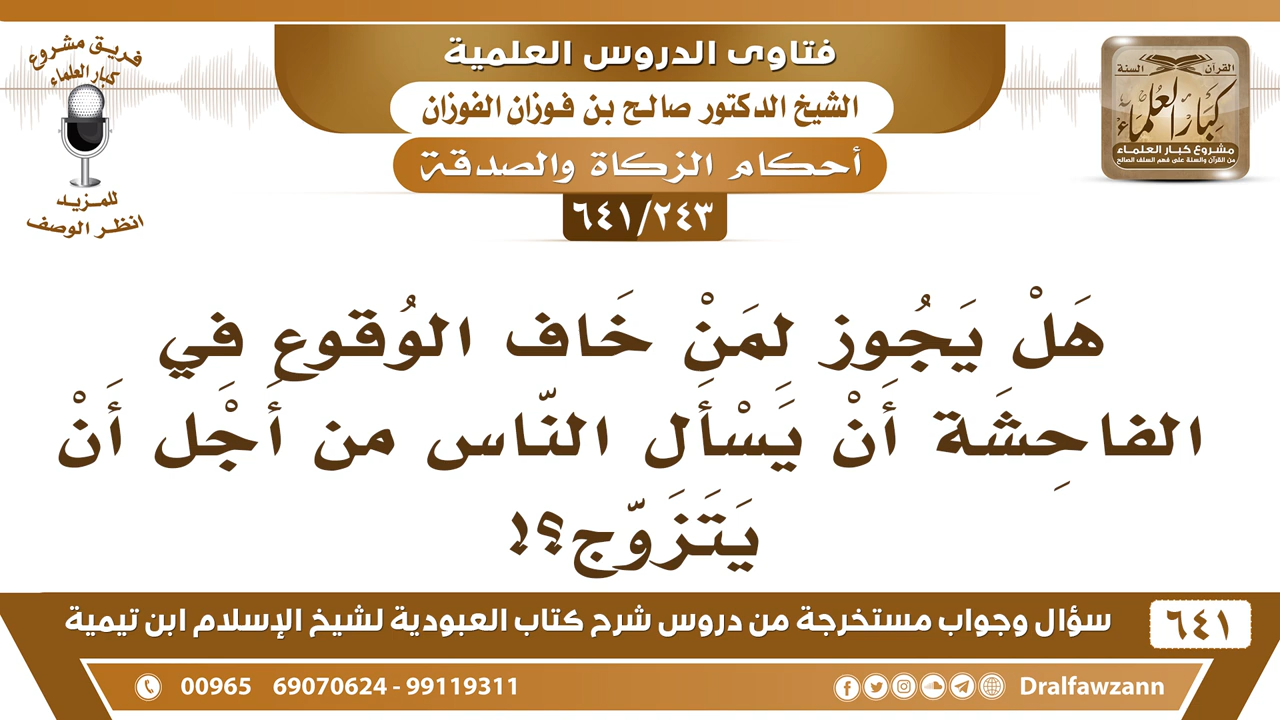 فريق مشروع
كبار العلماء
للمزيد
انظر الوصف
فتاوى الدروس العلمية
الشيخ الدكتور صالح بن فوزان الفوزان
أحكام الزكاة والصدقة
٦٤١/٢٤٣
القرآن السنة
كبار العلماء
مشروع كبار العلماء
من القرآن والسنة على فهم السلف الصالح
هَلْ يَجُوز لمَنْ خَاف الوُقوع في
الفاحِشَة أَنْ يَسْأَل النّاس من أَجْل أَنْ
يَتَزَوّج؟!
سؤال وجواب مستخرجة من دروس شرح كتاب العبودية لشيخ الإسلام ابن تيمية
٦٤١
00965 69070624 - 99119311
Dralfawzann